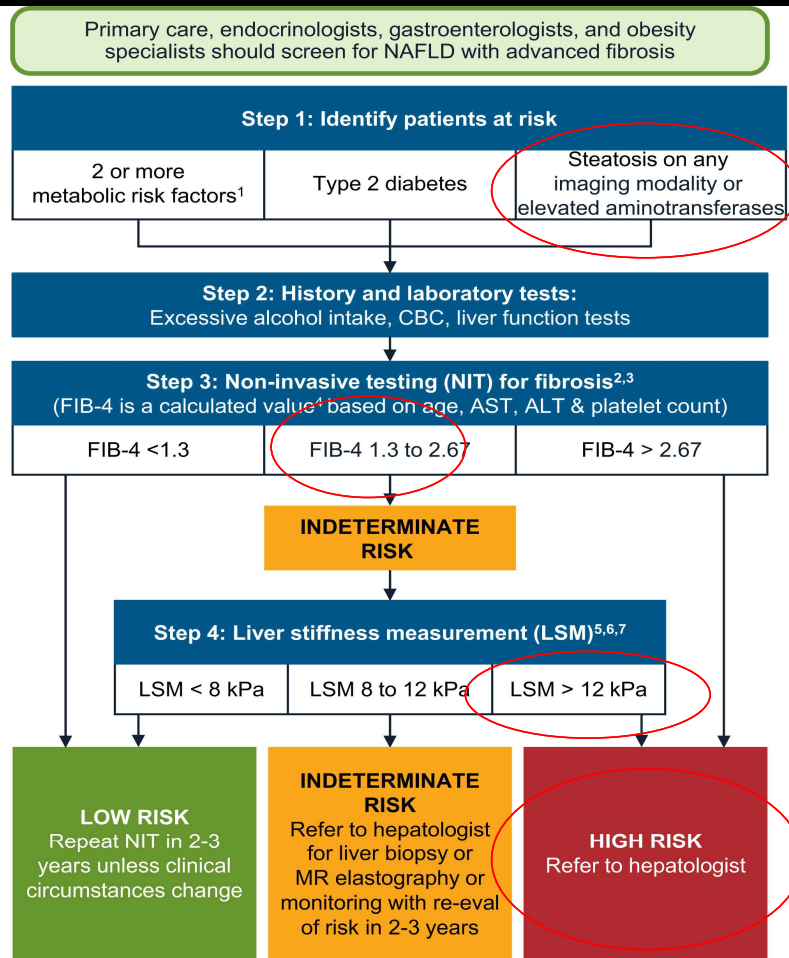 Primary care, endocrinologists, gastroenterologists, and obesity
specialists should screen for NAFLD with advanced fibrosis
Step 1: Identify patients at risk
2 or more
metabolic risk factors¹
Type 2 diabetes
Steatosis on any
imaging modality or
elevated aminotransferases
Step 2: History and laboratory tests:
Excessive alcohol intake, CBC, liver function tests
Step 3: Non-invasive testing (NIT) for fibrosis²,³
(FIB-4 is a calculated value⁴ based on age, AST, ALT & platelet count)
FIB-4 <1.3
FIB-4 1.3 to 2.67
FIB-4 > 2.67
INDETERMINATE
RISK
Step 4: Liver stiffness measurement (LSM)⁵,⁶,⁷
LSM < 8 kPa
LSM 8 to 12 kPa
LSM > 12 kPa
LOW RISK
Repeat NIT in 2-3
years unless clinical
circumstances change
INDETERMINATE
RISK
Refer to hepatologist
for liver biopsy or
MR elastography or
monitoring with re-eval
of risk in 2-3 years
HIGH RISK
Refer to hepatologist